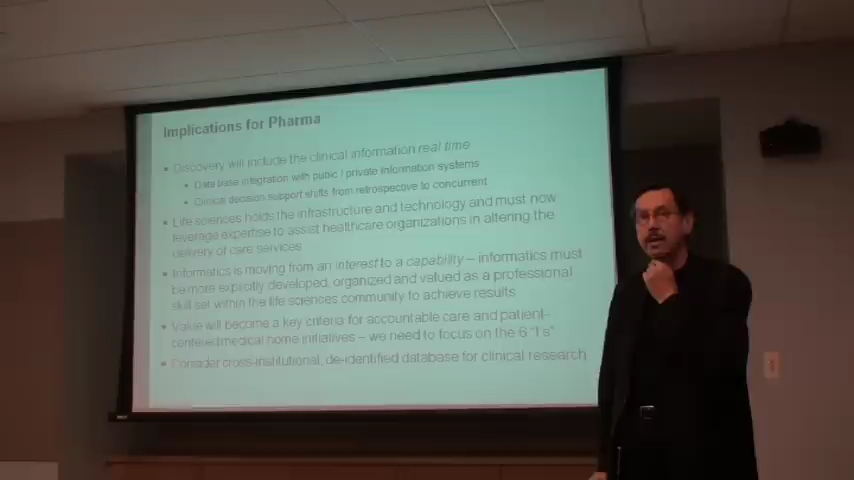 Implications for Pharma
• Discovery will include the clinical information real time
• Data base integration with public / private information systems
• Clinical decision support shifts from retrospective to concurrent
• Life sciences holds the infrastructure and technology and must now
leverage expertise to assist healthcare organizations in altering the
delivery of care services
• Informatics is moving from an interest to a capability – informatics must
be more explicitly developed, organized and valued as a professional
skill set within the life sciences community to achieve results
• Value will become a key criteria for accountable care and patient-
centered medical home initiatives – we need to focus on the 6 "I's"
• Consider cross-institutional, de-identified database for clinical research